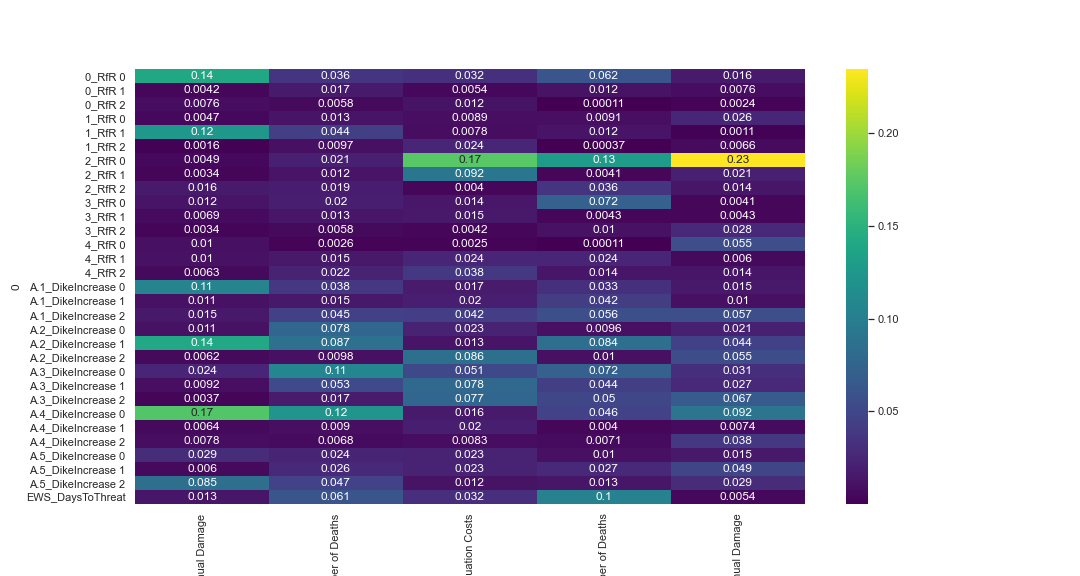 0_RfR 0 0.14 0.036 0.032 0.062 0.016
0_RfR 1 0.0042 0.017 0.0054 0.012 0.0076
0_RfR 2 0.0076 0.0058 0.012 0.00011 0.0024
1_RfR 0 0.0047 0.013 0.0089 0.0091 0.026
1_RfR 1 0.12 0.044 0.0078 0.012 0.0011
1_RfR 2 0.0016 0.0097 0.024 0.00037 0.0066
2_RfR 0 0.0049 0.021 0.17 0.13 0.23
2_RfR 1 0.0034 0.012 0.092 0.0041 0.021
2_RfR 2 0.016 0.019 0.004 0.036 0.014
3_RfR 0 0.012 0.02 0.014 0.072 0.0041
3_RfR 1 0.0069 0.013 0.015 0.0043 0.0043
3_RfR 2 0.0034 0.0058 0.0042 0.01 0.028
4_RfR 0 0.01 0.0026 0.0025 0.00011 0.055
4_RfR 1 0.01 0.015 0.024 0.024 0.006
4_RfR 2 0.0063 0.022 0.038 0.014 0.014
A.1_DikeIncrease 0 0.11 0.038 0.017 0.033 0.015
A.1_DikeIncrease 1 0.011 0.015 0.02 0.042 0.01
A.1_DikeIncrease 2 0.015 0.045 0.042 0.056 0.057
A.2_DikeIncrease 0 0.011 0.078 0.023 0.0096 0.021
A.2_DikeIncrease 1 0.14 0.087 0.013 0.084 0.044
A.2_DikeIncrease 2 0.0062 0.0098 0.086 0.01 0.055
A.3_DikeIncrease 0 0.024 0.11 0.051 0.072 0.031
A.3_DikeIncrease 1 0.0092 0.053 0.078 0.044 0.027
A.3_DikeIncrease 2 0.0037 0.017 0.077 0.05 0.067
A.4_DikeIncrease 0 0.17 0.12 0.016 0.046 0.092
A.4_DikeIncrease 1 0.0064 0.009 0.02 0.004 0.0074
A.4_DikeIncrease 2 0.0078 0.0068 0.0083 0.0071 0.038
A.5_DikeIncrease 0 0.029 0.024 0.023 0.01 0.015
A.5_DikeIncrease 1 0.006 0.026 0.023 0.027 0.049
A.5_DikeIncrease 2 0.085 0.047 0.012 0.013 0.029
EWS_DaysToThreat 0.013 0.061 0.032 0.1 0.0054
0
nual Damage
ber of Deaths
uation Costs
ber of Deaths
nual Damage
0.20
0.15
0.10
0.05